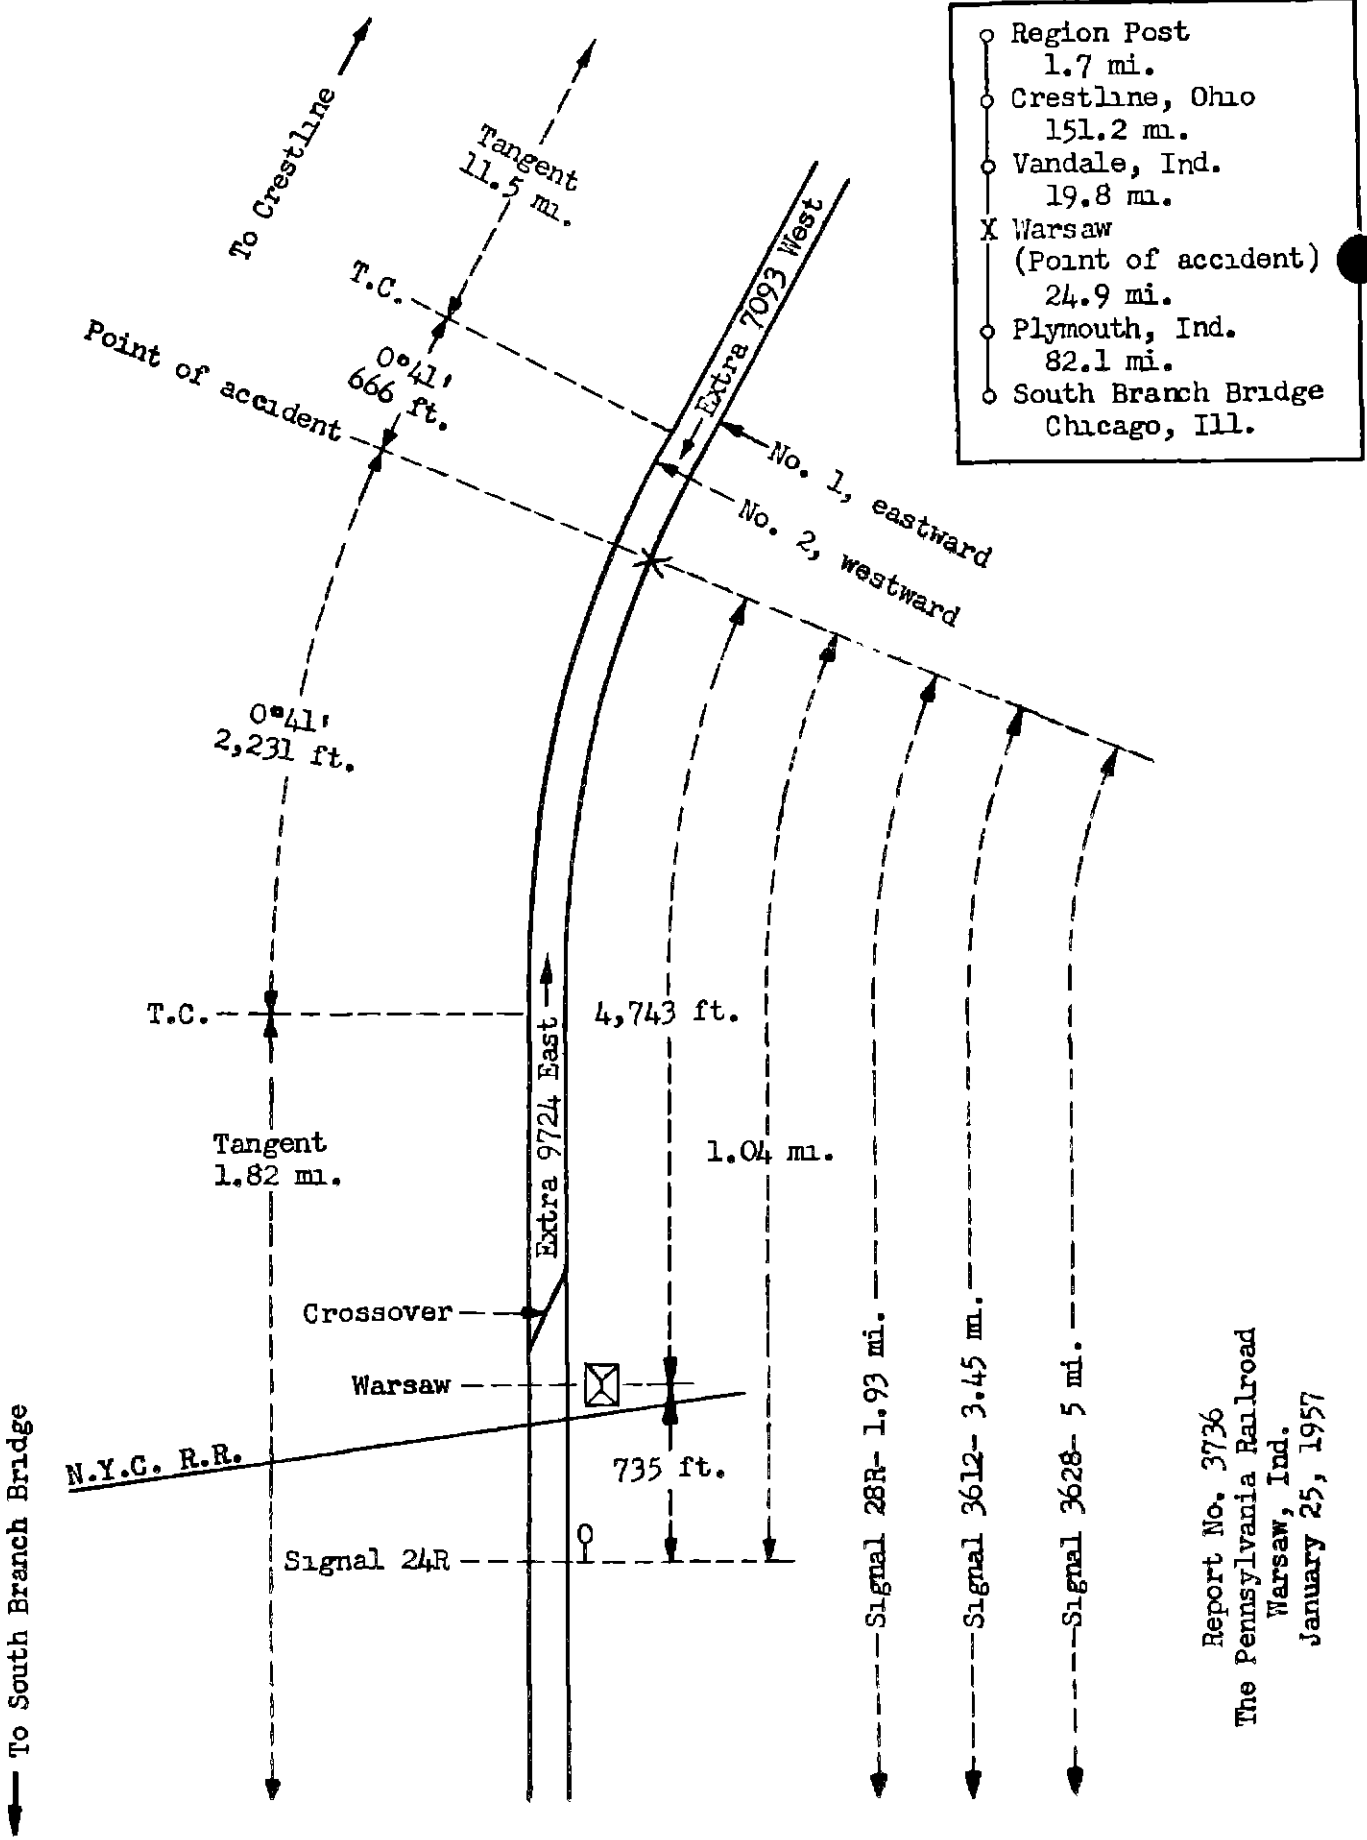 Region Post
1.7 mi.
Crestline, Ohio
151.2 mi.
Vandale, Ind.
19.8 mi.
X Warsaw
(Point of accident)
24.9 mi.
Plymouth, Ind.
82.1 mi.
South Branch Bridge
Chicago, Ill.
To Crestline
Tangent
11.5 mi.
T.C.
0°41'
666 ft.
Point of accident
Extra 7093 West
No. 1, eastward
No. 2, westward
0°41'
2,231 ft.
T.C.
4,743 ft.
Extra 9724 East
Tangent
1.82 mi.
1.04 mi.
Crossover
Warsaw
N.Y.C. R.R.
735 ft.
Signal 24R
Signal 28R- 1.93 mi.
Signal 3612- 3.45 mi.
Signal 3628- 5 mi.
To South Branch Bridge
Report No. 3736
The Pennsylvania Railroad
Warsaw, Ind.
January 25, 1957